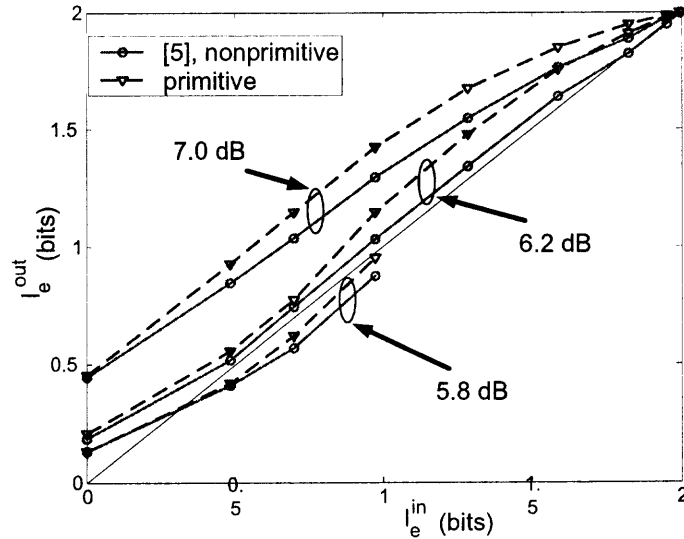 2
[5], nonprimitive
primitive
1.5
7.0 dB
I_e^out (bits)
1
6.2 dB
0.5
5.8 dB
0
0 0. 5 1 1. 5 2
I_e^in (bits)